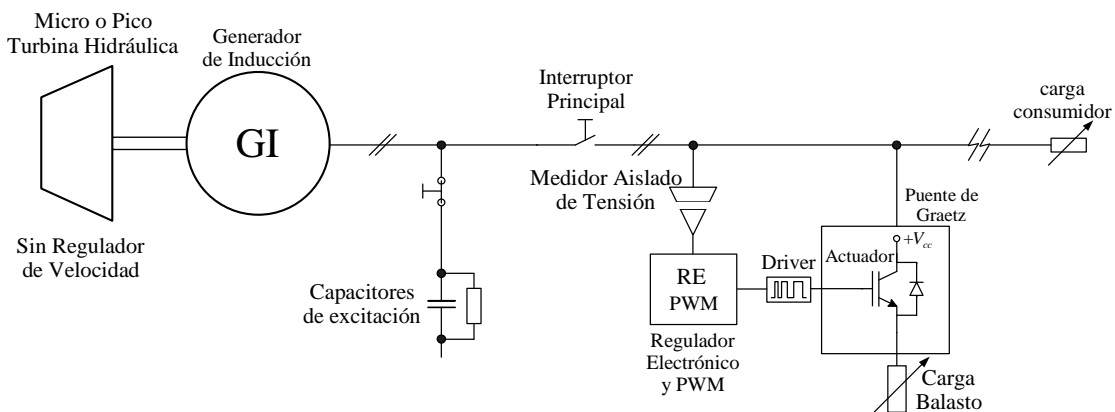 Micro o Pico
Turbina Hidráulica
Generador
de Inducción
GI
Sin Regulador
de Velocidad
Capacitores
de excitación
Interruptor
Principal
Medidor Aislado
de Tensión
RE
PWM
Regulador
Electrónico
y PWM
Driver
Puente de
Graetz
+Vcc
Actuador
Carga
Balasto
carga
consumidor